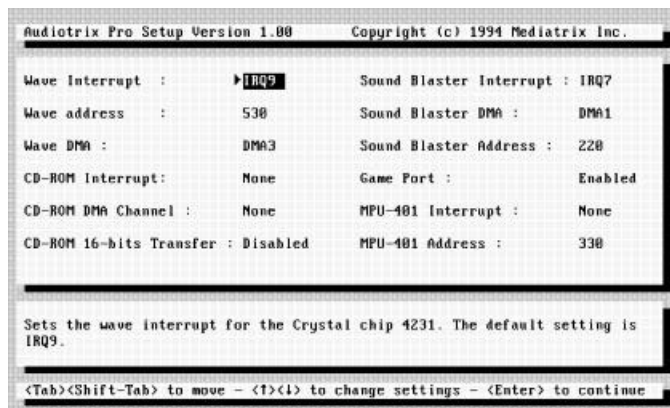 Audiotrix Pro Setup Version 1.00 Copyright (c) 1994 Mediatrix Inc.
Wave Interrupt : IRQ9 Sound Blaster Interrupt : IRQ7
Wave address : 530 Sound Blaster DMA : DMA1
Wave DMA : DMA3 Sound Blaster Address : 220
CD-ROM Interrupt: None Game Port : Enabled
CD-ROM DMA Channel : None MPU-401 Interrupt : None
CD-ROM 16-bits Transfer : Disabled MPU-401 Address : 330
Sets the wave interrupt for the Crystal chip 4231. The default setting is
IRQ9.
<Tab><Shift-Tab> to move - <↑><↓> to change settings - <Enter> to continue